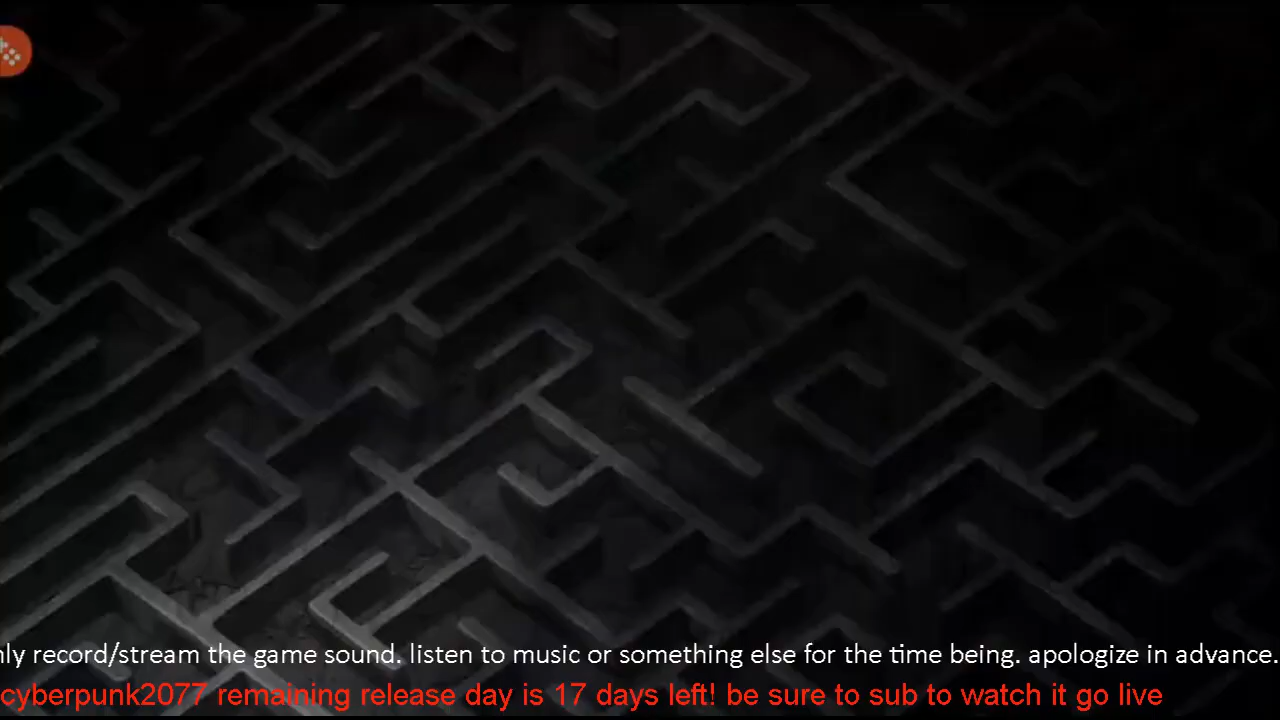 record/stream the game sound. listen to music or something else for the time being. apologize in advance.
cyberpunk2077 remaining release day is 17 days left! be sure to sub to watch it go live